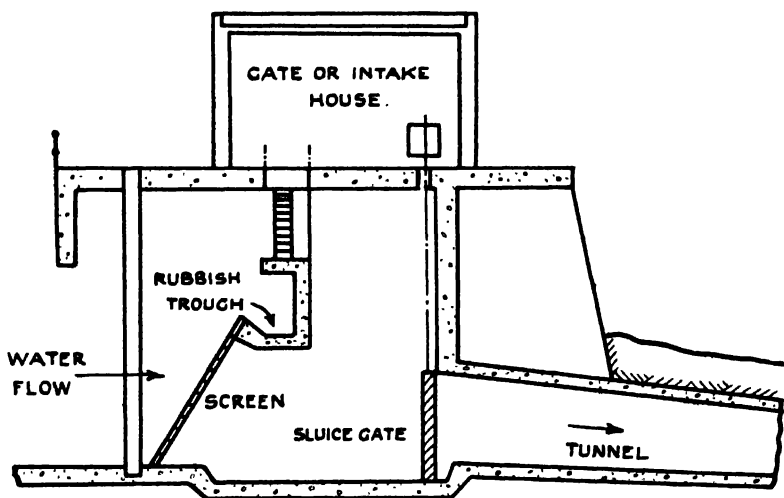 GATE OR INTAKE
HOUSE.
RUBBISH
TROUGH
WATER
FLOW
SCREEN
SLUICE GATE
TUNNEL